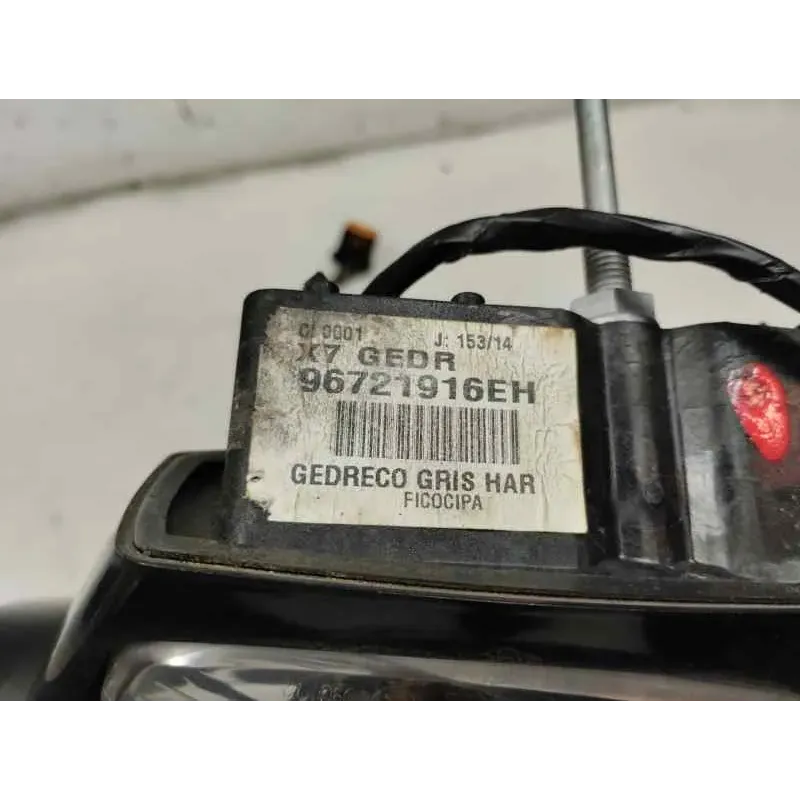 C: 0001 J: 153/14
X7 GEDR
96721916EH
GEDRECO GRIS HAR
FICOCIPA